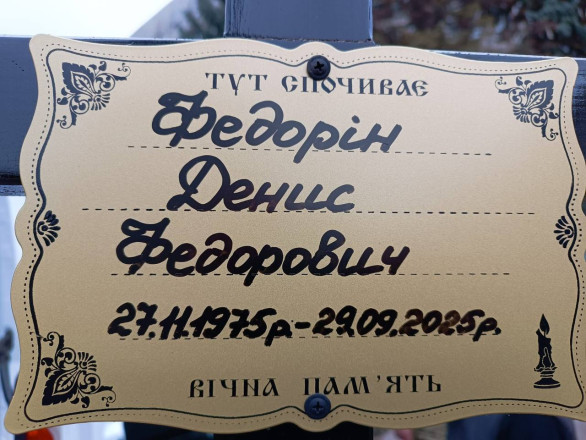 ТУТ СПОЧИВАЄ
Федорін
Денис
Федорович
27.11.1975р.-29.09.2025р.
ВІЧНА ПАМ'ЯТЬ